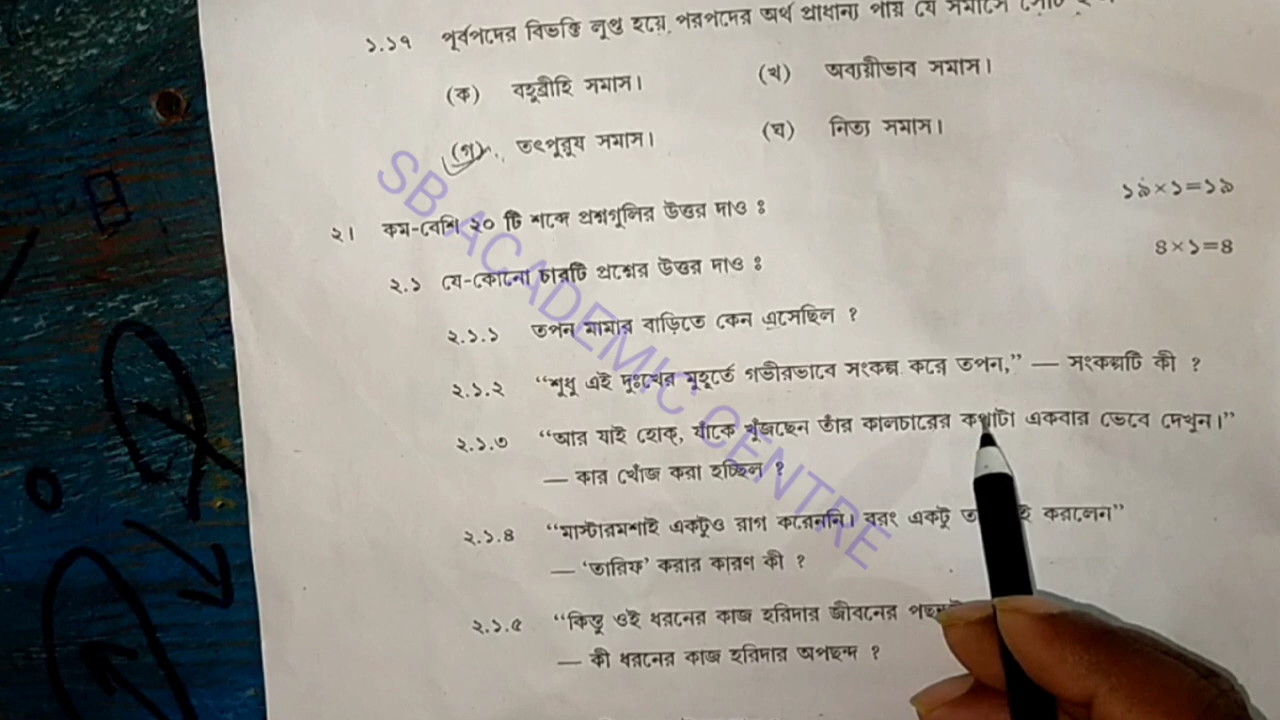 ১.১৭ পূর্বপদের বিভক্তি লুপ্ত হয়ে পরপদের অর্থ প্রাধান্য পায় যে সমাসে
(ক) বহুব্রীহি সমাস।
(খ) অব্যয়ীভাব সমাস।
(গ) তৎপুরুষ সমাস।
(ঘ) নিত্য সমাস।
২। কম-বেশি ২০ টি শব্দে প্রশ্নগুলির উত্তর দাও ঃ ১৯×১=১৯
২.১ যে-কোনো চারটি প্রশ্নের উত্তর দাও ঃ ৪×১=৪
২.১.১ তপন মামার বাড়িতে কেন এসেছিল ?
২.১.২ “শুধু এই দুঃখের মুহূর্তে গভীরভাবে সংকল্প করে তপন,” — সংকল্পটি কী ?
২.১.৩ “আর যাই হোক্, যাঁকে খুঁজছেন তাঁর কালচারের কথাটা একবার ভেবে দেখুন।”
— কার খোঁজ করা হচ্ছিল ?
২.১.৪ “মাস্টারমশাই একটুও রাগ করেননি। বরং একটু করলেন”
— ‘তারিফ’ করার কারণ কী ?
২.১.৫ “কিন্তু ওই ধরনের কাজ হরিদার জীবনের
— কী ধরনের কাজ হরিদার অপছন্দ ?
SB ACADEMIC CENTRE